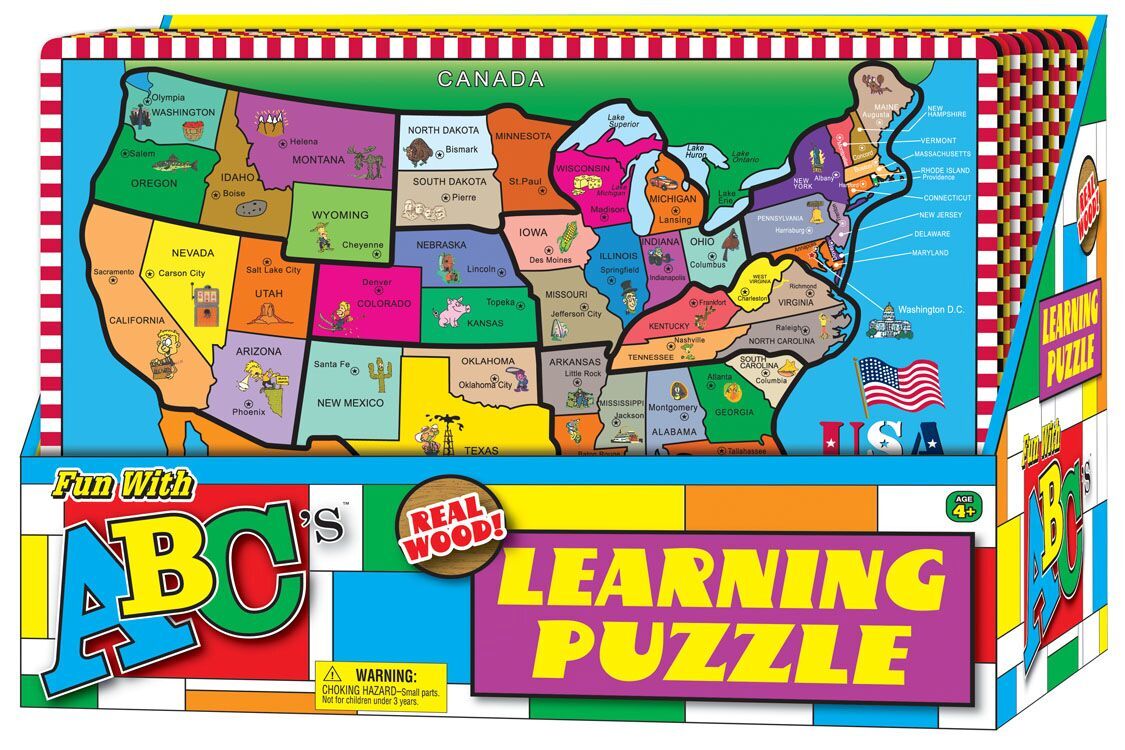 CANADA
Olympia
WASHINGTON
Salem
OREGON
IDAHO
Boise
Helena
MONTANA
WYOMING
Cheyenne
NORTH DAKOTA
Bismark
SOUTH DAKOTA
Pierre
MINNESOTA
St.Paul
Lake
Superior
WISCONSIN
Madison
Lake
Michigan
MICHIGAN
Lansing
Lake
Huron
Lake
Ontario
Lake
Erie
MAINE
Augusta
NEW
HAMPSHIRE
VERMONT
Concord
MASSACHUSETTS
Boston
RHODE ISLAND
Providence
CONNECTICUT
NEW
YORK
Albany
NEW JERSEY
PENNSYLVANIA
Harrisburg
DELAWARE
MARYLAND
Annapolis
Washington D.C.
NEVADA
Carson City
Sacramento
CALIFORNIA
Salt Lake City
UTAH
Denver
COLORADO
NEBRASKA
Lincoln
Topeka
KANSAS
IOWA
Des Moines
ILLINOIS
Springfield
INDIANA
Indianapolis
OHIO
Columbus
WEST
VIRGINIA
Charleston
Richmond
VIRGINIA
MISSOURI
Jefferson City
Frankfort
KENTUCKY
Nashville
TENNESSEE
Raleigh
NORTH CAROLINA
SOUTH
CAROLINA
Columbia
ARIZONA
Phoenix
Santa Fe
NEW MEXICO
OKLAHOMA
Oklahoma City
ARKANSAS
Little Rock
MISSISSIPPI
Jackson
Montgomery
ALABAMA
Atlanta
GEORGIA
TEXAS
Baton Rouge
Tallahassee
USA
Fun With
ABC's™
REAL
WOOD!
AGE
4+
LEARNING
PUZZLE
WARNING:
CHOKING HAZARD–Small parts.
Not for children under 3 years.
REAL
WOOD!
LEARNING
PUZZLE
Fun With
ABC's